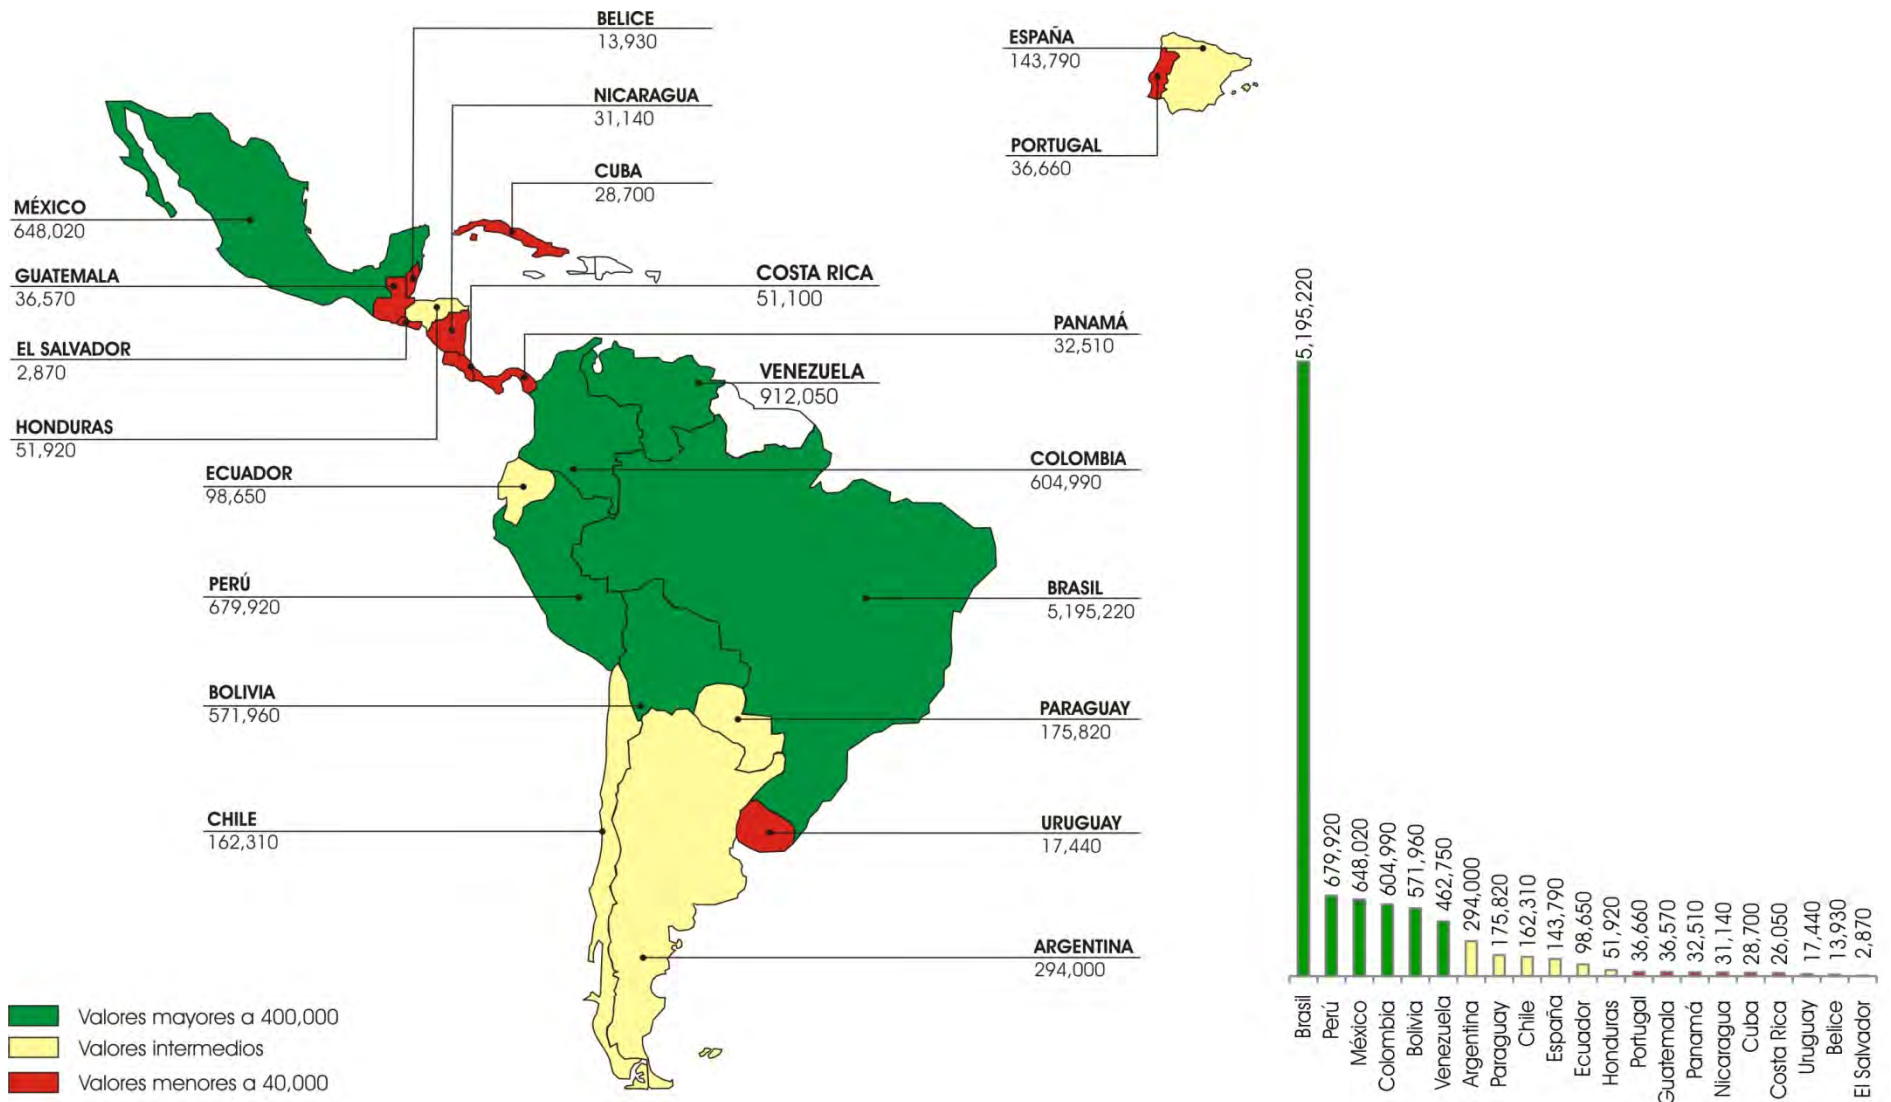 BELICE
13,930
NICARAGUA
31,140
CUBA
28,700
ESPAÑA
143,790
PORTUGAL
36,660
MÉXICO
648,020
GUATEMALA
36,570
EL SALVADOR
2,870
HONDURAS
51,920
COSTA RICA
51,100
PANAMÁ
32,510
VENEZUELA
912,050
COLOMBIA
604,990
ECUADOR
98,650
PERÚ
679,920
BRASIL
5,195,220
BOLIVIA
571,960
PARAGUAY
175,820
CHILE
162,310
URUGUAY
17,440
ARGENTINA
294,000
Valores mayores a 400,000
Valores intermedios
Valores menores a 40,000
5,195,220
679,920
648,020
604,990
571,960
462,750
294,000
175,820
162,310
143,790
98,650
51,920
36,660
36,570
32,510
31,140
28,700
26,050
17,440
13,930
2,870
Brasil
Perú
México
Colombia
Bolivia
Venezuela
Argentina
Paraguay
Chile
España
Ecuador
Honduras
Portugal
Guatemala
Panamá
Nicaragua
Cuba
Costa Rica
Uruguay
Belice
El Salvador